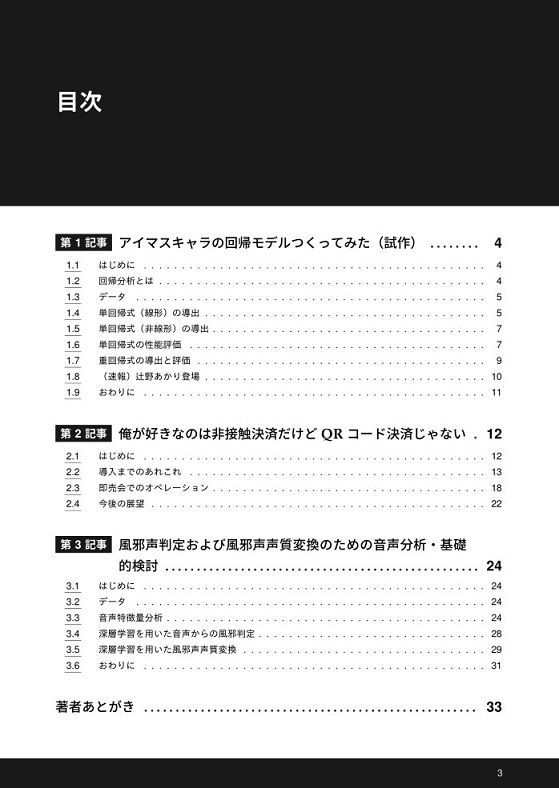 目次
第 1 記事 アイマスキャラの回帰モデルつくってみた（試作） ........ 4
1.1 はじめに ........ 4
1.2 回帰分析とは ........ 4
1.3 データ ........ 5
1.4 単回帰式（線形）の導出 ........ 5
1.5 単回帰式（非線形）の導出 ........ 7
1.6 単回帰式の性能評価 ........ 7
1.7 重回帰式の導出と評価 ........ 9
1.8 （速報）辻野あかり登場 ........ 10
1.9 おわりに ........ 11
第 2 記事 俺が好きなのは非接触決済だけど QR コード決済じゃない . 12
2.1 はじめに ........ 12
2.2 導入までのあれこれ ........ 13
2.3 即売会でのオペレーション ........ 18
2.4 今後の展望 ........ 22
第 3 記事 風邪声判定および風邪声声質変換のための音声分析・基礎
的検討 ........ 24
3.1 はじめに ........ 24
3.2 データ ........ 24
3.3 音声特徴量分析 ........ 24
3.4 深層学習を用いた音声からの風邪判定 ........ 28
3.5 深層学習を用いた風邪声声質変換 ........ 29
3.6 おわりに ........ 31
著者あとがき ........ 33
3